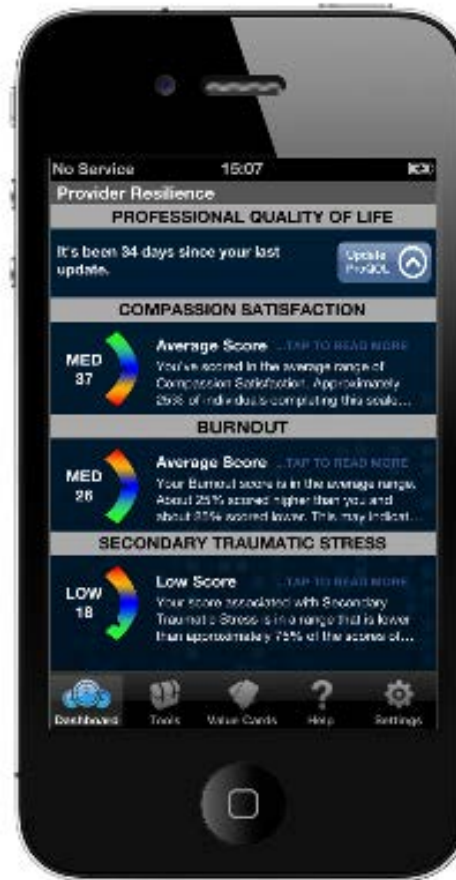 No Service 15:07
Provider Resilience
PROFESSIONAL QUALITY OF LIFE
It's been 34 days since your last
update.
Update
ProQOL
COMPASSION SATISFACTION
MED
37
Average Score ...TAP TO READ MORE
You've scored in the average range of
Compassion Satisfaction. Approximately
25% of individuals completing this scale...
BURNOUT
MED
26
Average Score ...TAP TO READ MORE
Your Burnout score is in the average range.
About 25% scored higher than you and
about 25% scored lower. This may indicat...
SECONDARY TRAUMATIC STRESS
LOW
18
Low Score ...TAP TO READ MORE
Your score associated with Secondary
Traumatic Stress is in a range that is lower
than approximately 75% of the scores of...
Dashboard Tools Value Cards Help Settings